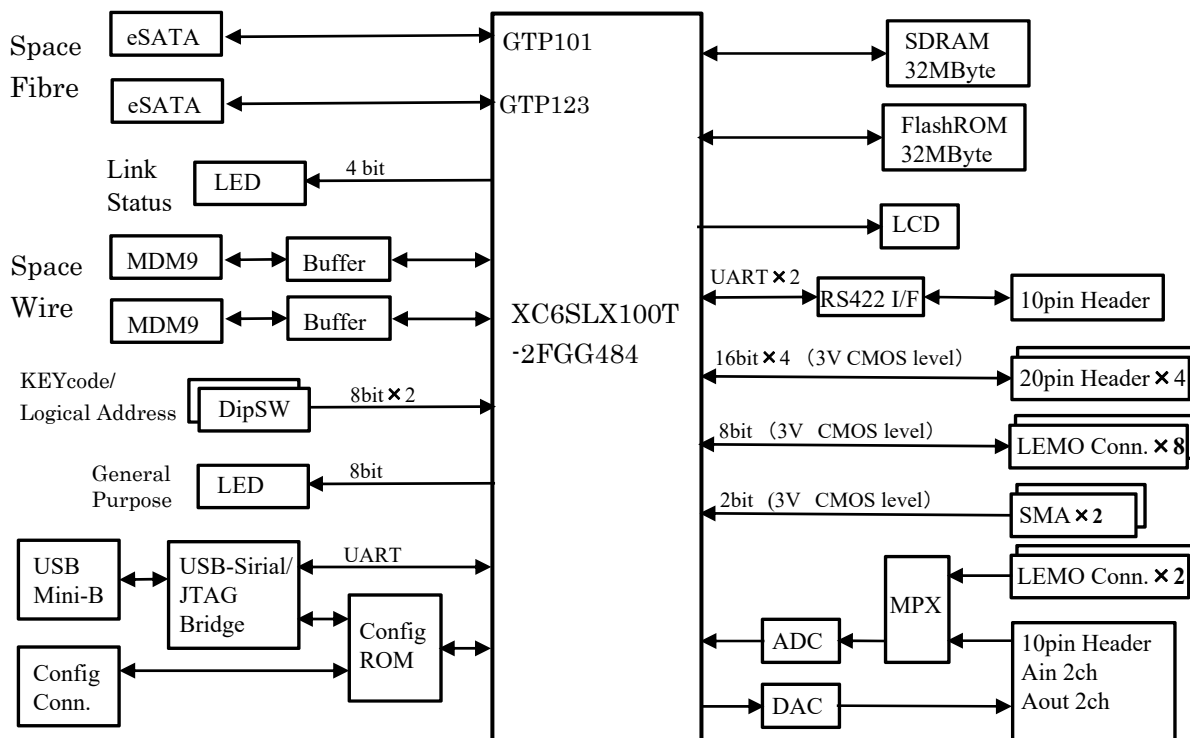 Space
Fibre
eSATA
eSATA
GTP101
GTP123
Link
Status
LED
4 bit
Space
Wire
MDM9
Buffer
MDM9
Buffer
KEYcode/
Logical Address
DipSW
8bit×2
General
Purpose
LED
8bit
USB
Mini-B
USB-Sirial/
JTAG
Bridge
UART
Config
ROM
Config
Conn.
XC6SLX100T
-2FGG484
SDRAM
32MByte
FlashROM
32MByte
LCD
UART×2
RS422 I/F
10pin Header
16bit×4 (3V CMOS level)
20pin Header×4
8bit (3V CMOS level)
LEMO Conn.×8
2bit (3V CMOS level)
SMA×2
LEMO Conn.×2
MPX
ADC
DAC
10pin Header
Ain 2ch
Aout 2ch